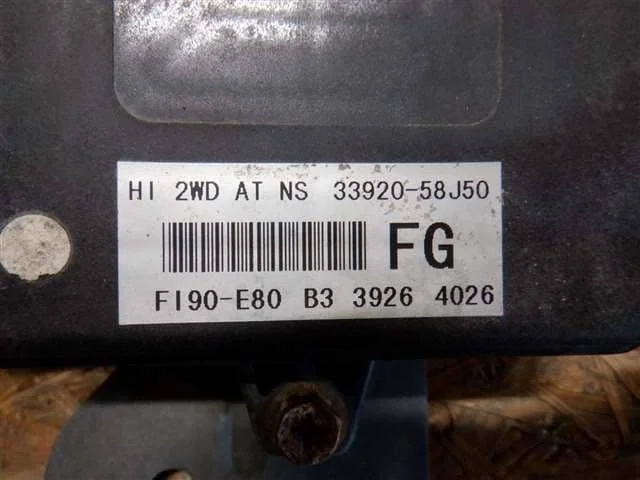 HI 2WD AT NS 33920-58J50
FG
FI90-E80 B3 3926 4026